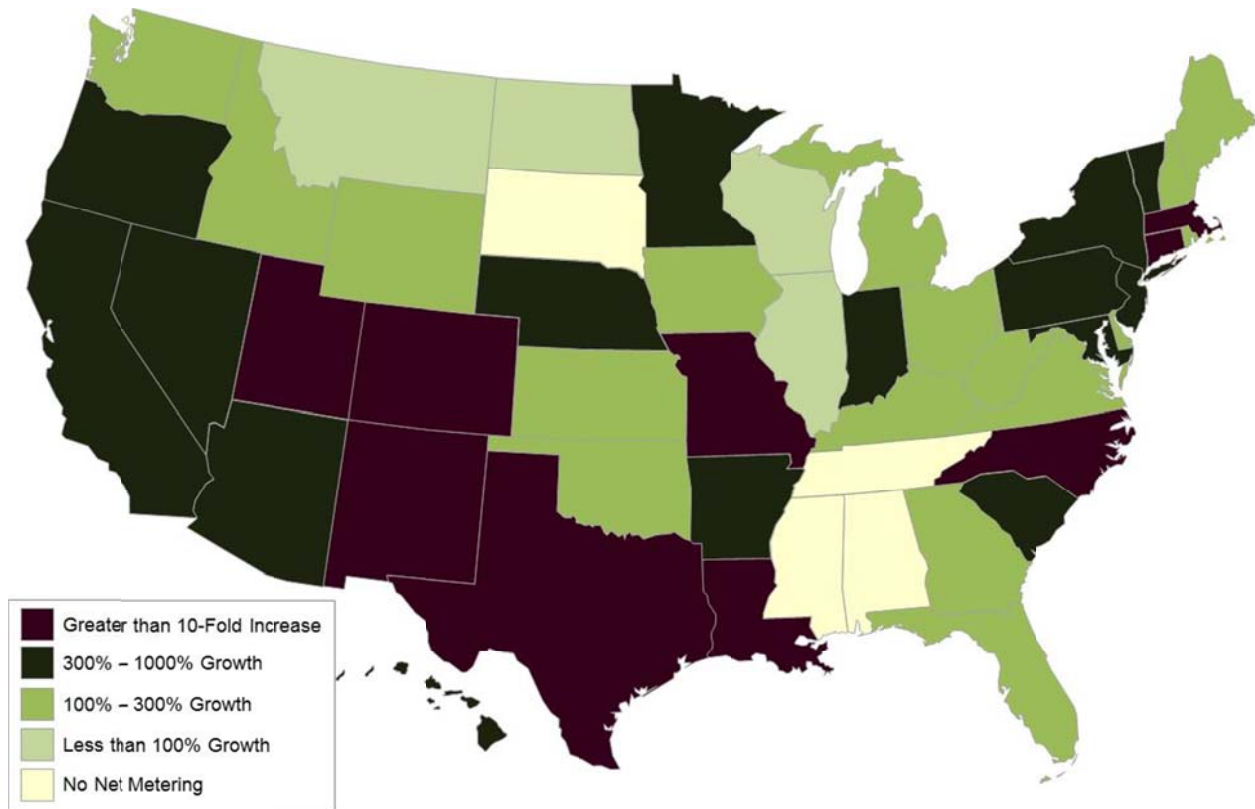 Greater than 10-Fold Increase
300% – 1000% Growth
100% – 300% Growth
Less than 100% Growth
No Net Metering